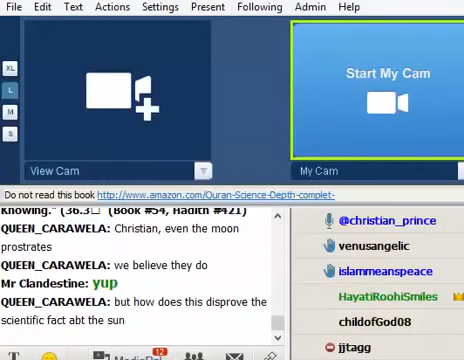 File Edit Text Actions Settings Present Following Admin Help
XL
L
M
S
Start My Cam
View Cam
My Cam
Do not read this book http://www.amazon.com/Quran-Science-Depth-complet-
Knowing." (36.3 (Book #54, Hadith #421)
QUEEN_CARAWELA: Christian, even the moon
prostrates
QUEEN_CARAWELA: we believe they do
Mr Clandestine: yup
QUEEN_CARAWELA: but how does this disprove the
scientific fact abt the sun
@christian_prince
venusangelic
islammeanspeace
HayatiRoohiSmiles
childofGod08
jjtagg
12